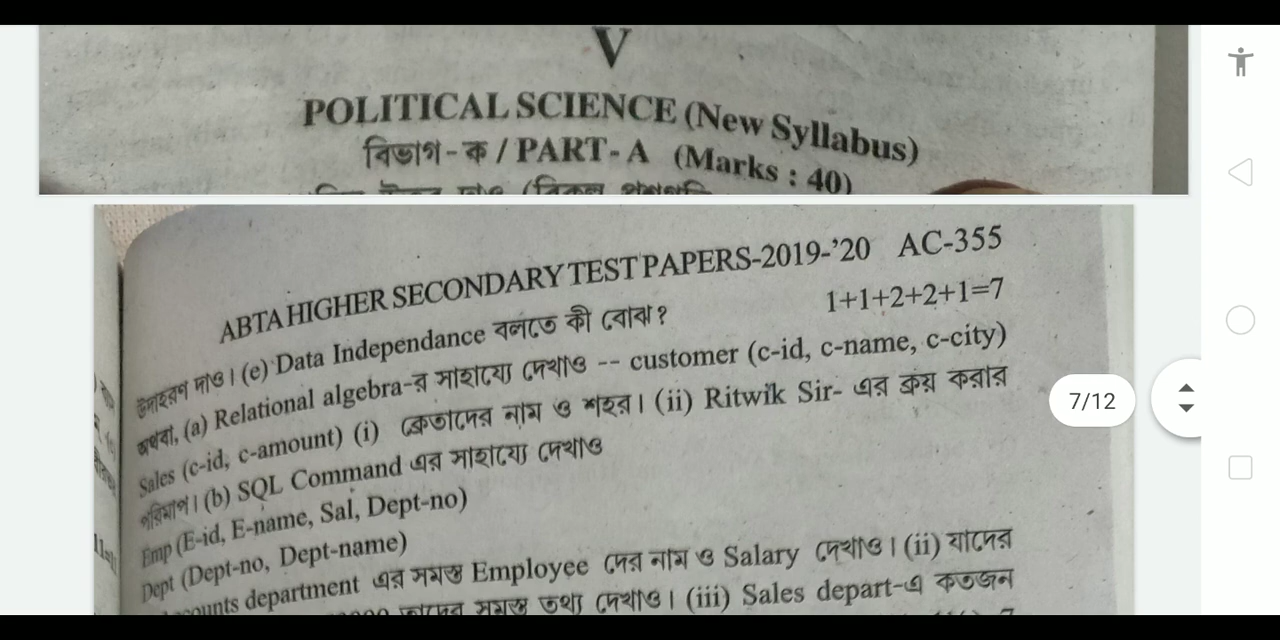 V
POLITICAL SCIENCE (New Syllabus)
বিভাগ - ক / PART - A (Marks : 40)
ABTA HIGHER SECONDARY TEST PAPERS-2019-'20 AC-355
উদাহরণ দাও। (e) Data Independance বলতে কী বোঝ? 1+1+2+2+1=7
অথবা, (a) Relational algebra-র সাহায্যে দেখাও -- customer (c-id, c-name, c-city)
Sales (c-id, c-amount) (i) ক্রেতাদের নাম ও শহর। (ii) Ritwik Sir- এর ক্রয় করার
পরিমাপ। (b) SQL Command এর সাহায্যে দেখাও
Emp (E-id, E-name, Sal, Dept-no)
Dept (Dept-no, Dept-name)
department এর সমস্ত Employee দের নাম ও Salary দেখাও। (ii) যাদের
তাদের সমস্ত তথ্য দেখাও। (iii) Sales depart-এ কতজন
7/12